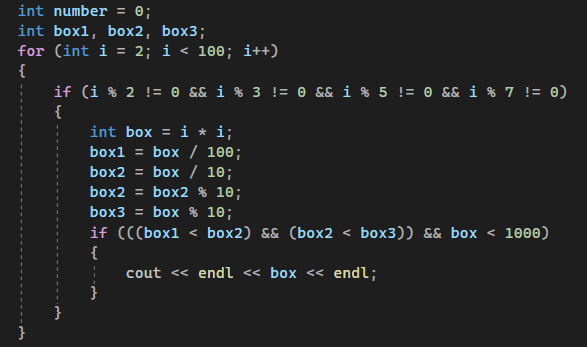 int number = 0;
int box1, box2, box3;
for (int i = 2; i < 100; i++)
{
    if (i % 2 != 0 && i % 3 != 0 && i % 5 != 0 && i % 7 != 0)
    {
        int box = i * i;
        box1 = box / 100;
        box2 = box / 10;
        box2 = box2 % 10;
        box3 = box % 10;
        if (((box1 < box2) && (box2 < box3)) && box < 1000)
        {
            cout << endl << box << endl;
        }
    }
}